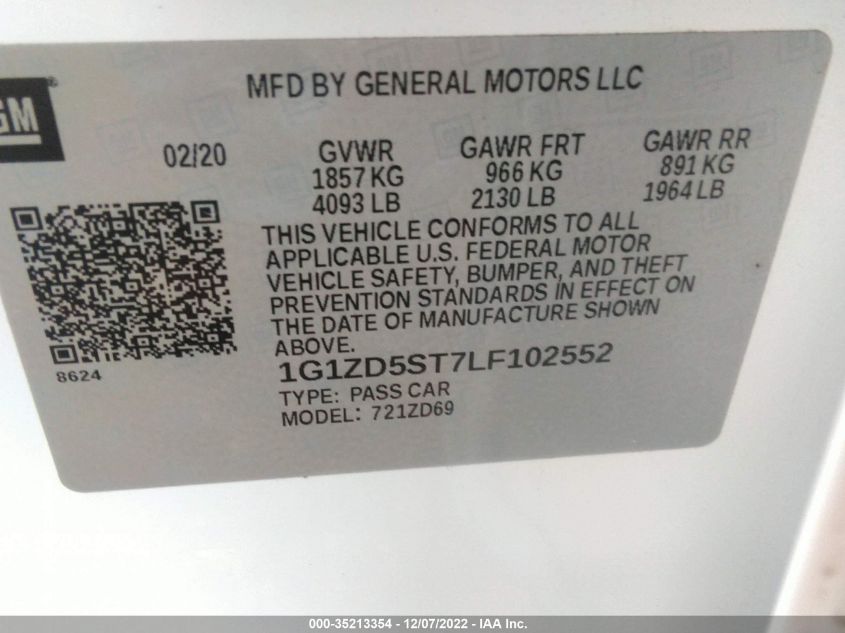 MFD BY GENERAL MOTORS LLC
GM®
02/20
GVWR GAWR FRT GAWR RR
1857 KG 966 KG 891 KG
4093 LB 2130 LB 1964 LB
THIS VEHICLE CONFORMS TO ALL
APPLICABLE U.S. FEDERAL MOTOR
VEHICLE SAFETY, BUMPER, AND THEFT
PREVENTION STANDARDS IN EFFECT ON
THE DATE OF MANUFACTURE SHOWN
ABOVE.
8624
1G1ZD5ST7LF102552
TYPE: PASS CAR
MODEL: 721ZD69
000-35213354 - 12/07/2022 - IAA Inc.